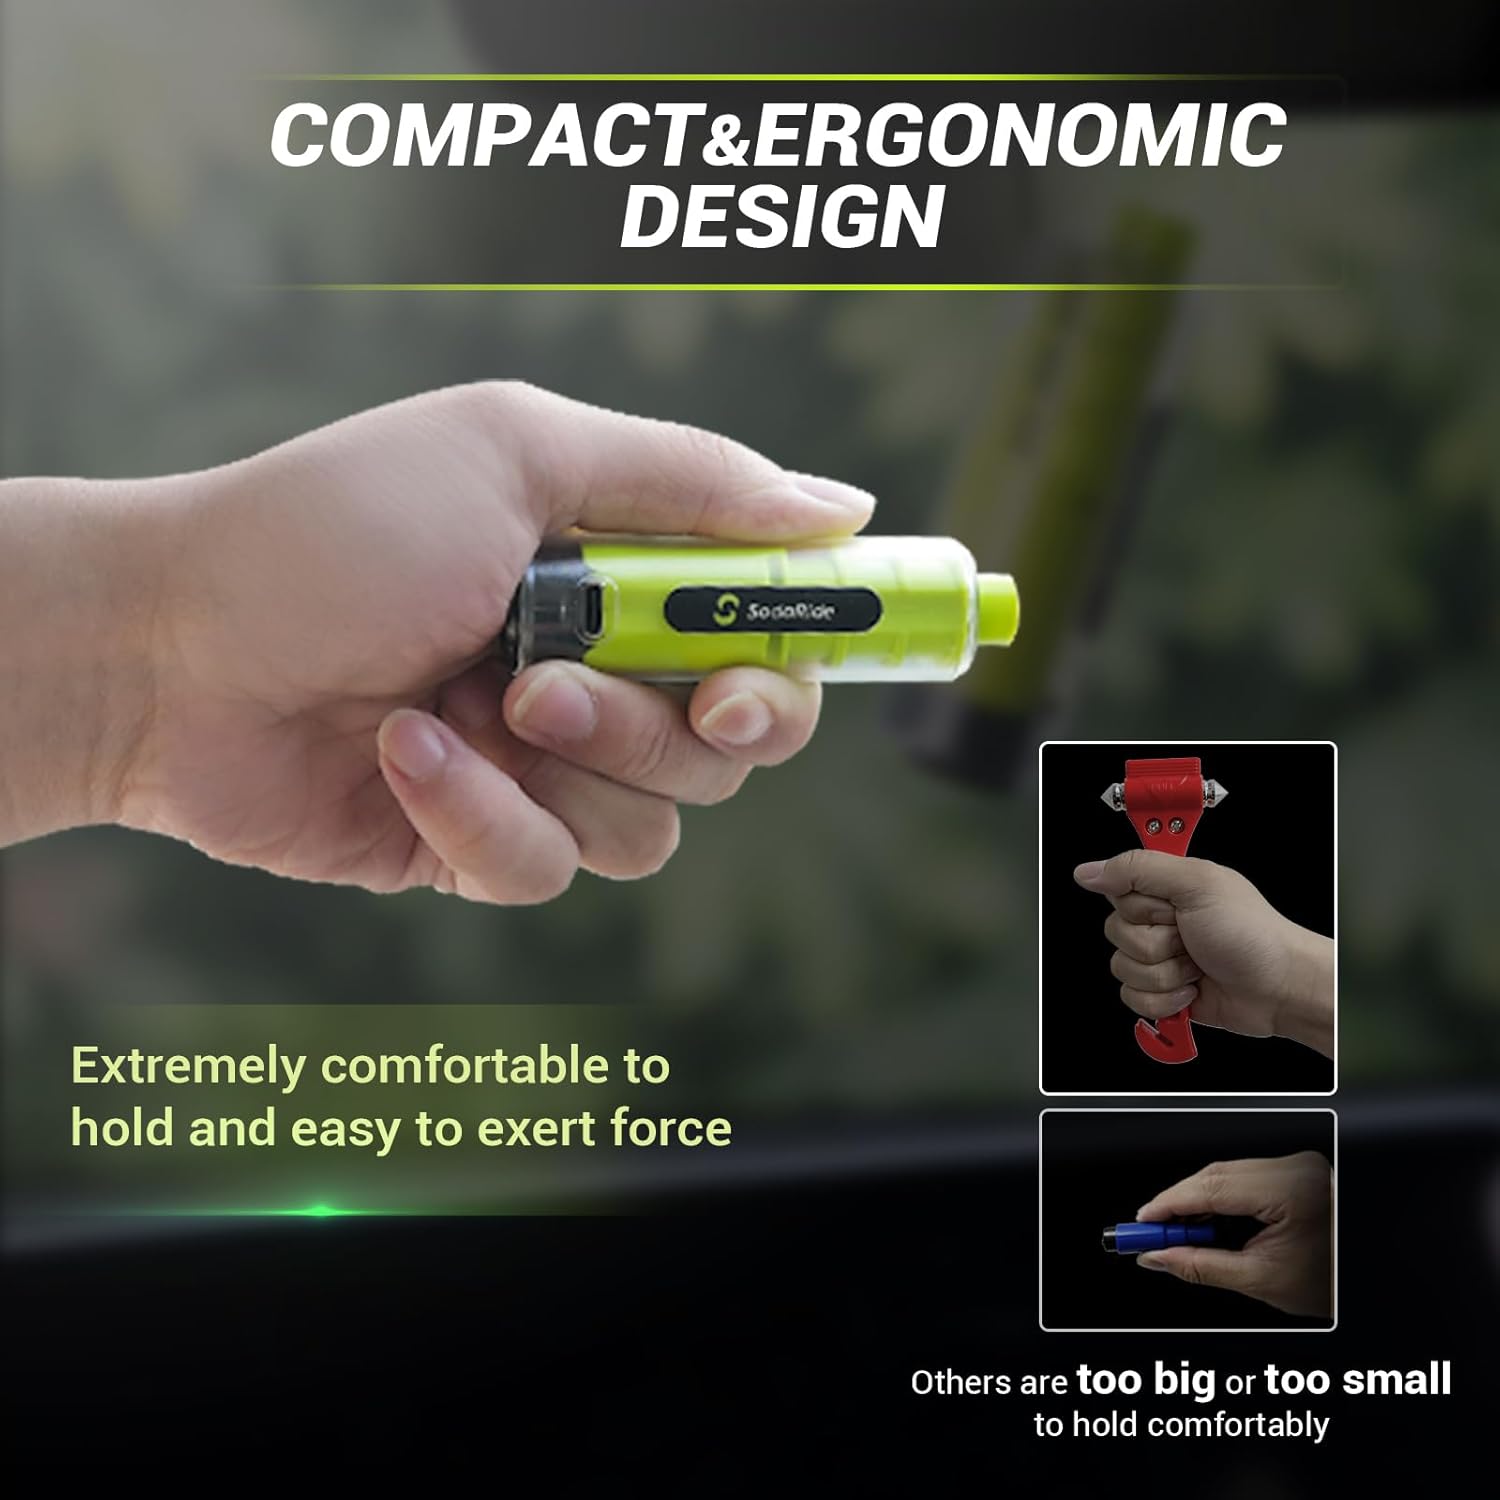 COMPACT&ERGONOMIC
DESIGN
SodaRide
Extremely comfortable to
hold and easy to exert force
Others are too big or too small
to hold comfortably